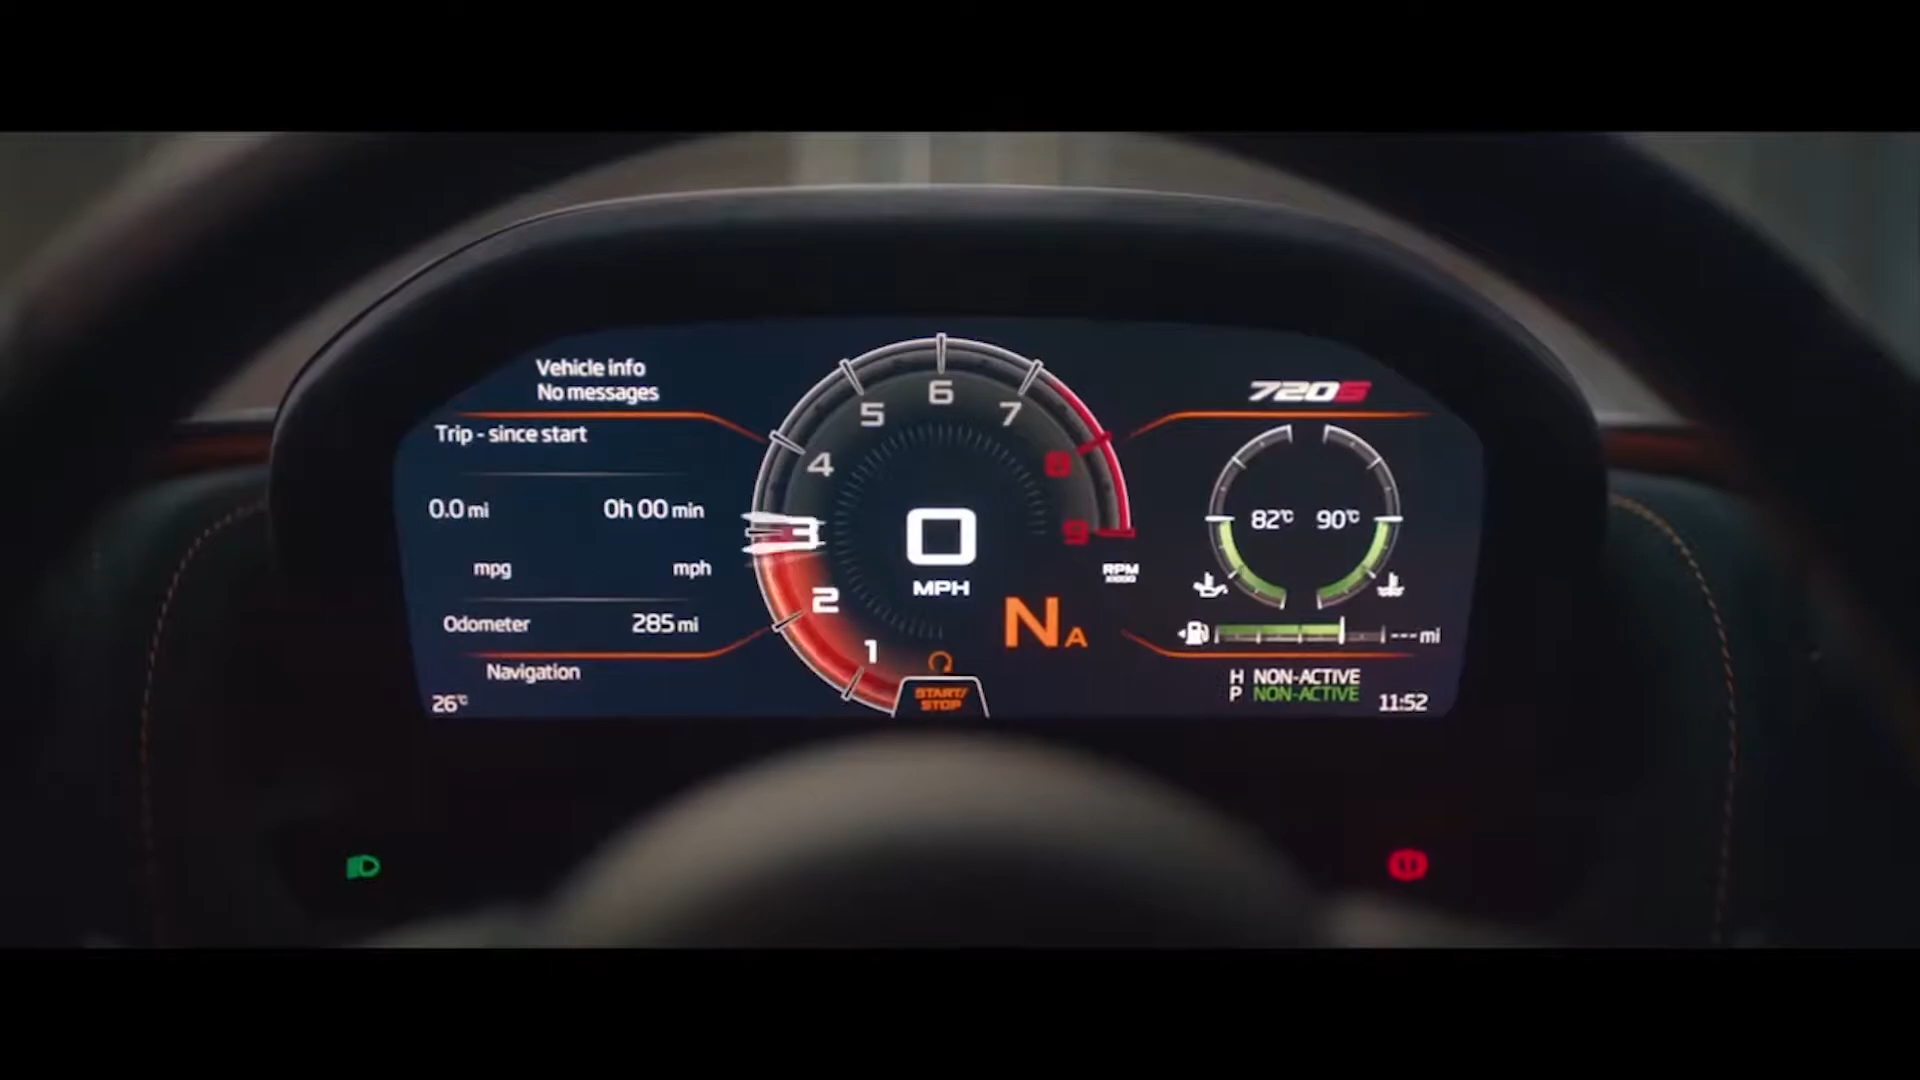 Vehicle info
No messages
Trip - since start
0.0 mi 0h 00 min
mpg mph
Odometer 285 mi
Navigation
26°C
1
2
3
4
5
6
7
8
9
RPM
X1000
0
MPH
N A
START/
STOP
720S
82°C 90°C
---mi
H NON-ACTIVE
P NON-ACTIVE
11:52